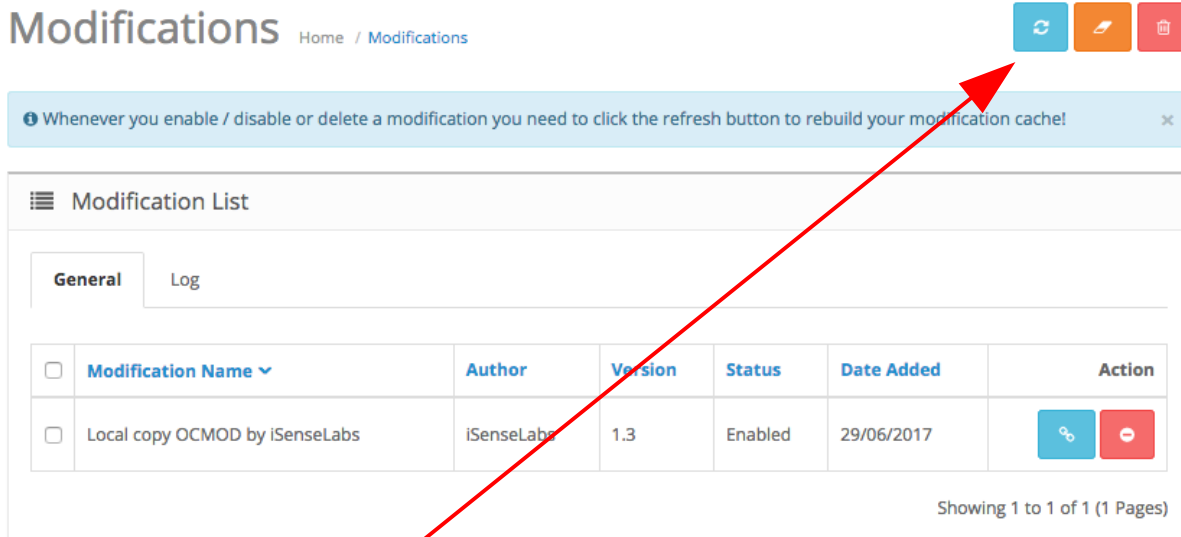 Modifications Home / Modifications
Whenever you enable / disable or delete a modification you need to click the refresh button to rebuild your modification cache! ×
Modification List
General Log
Modification Name Author Version Status Date Added Action
Local copy OCMOD by iSenseLabs iSenseLabs 1.3 Enabled 29/06/2017
Showing 1 to 1 of 1 (1 Pages)